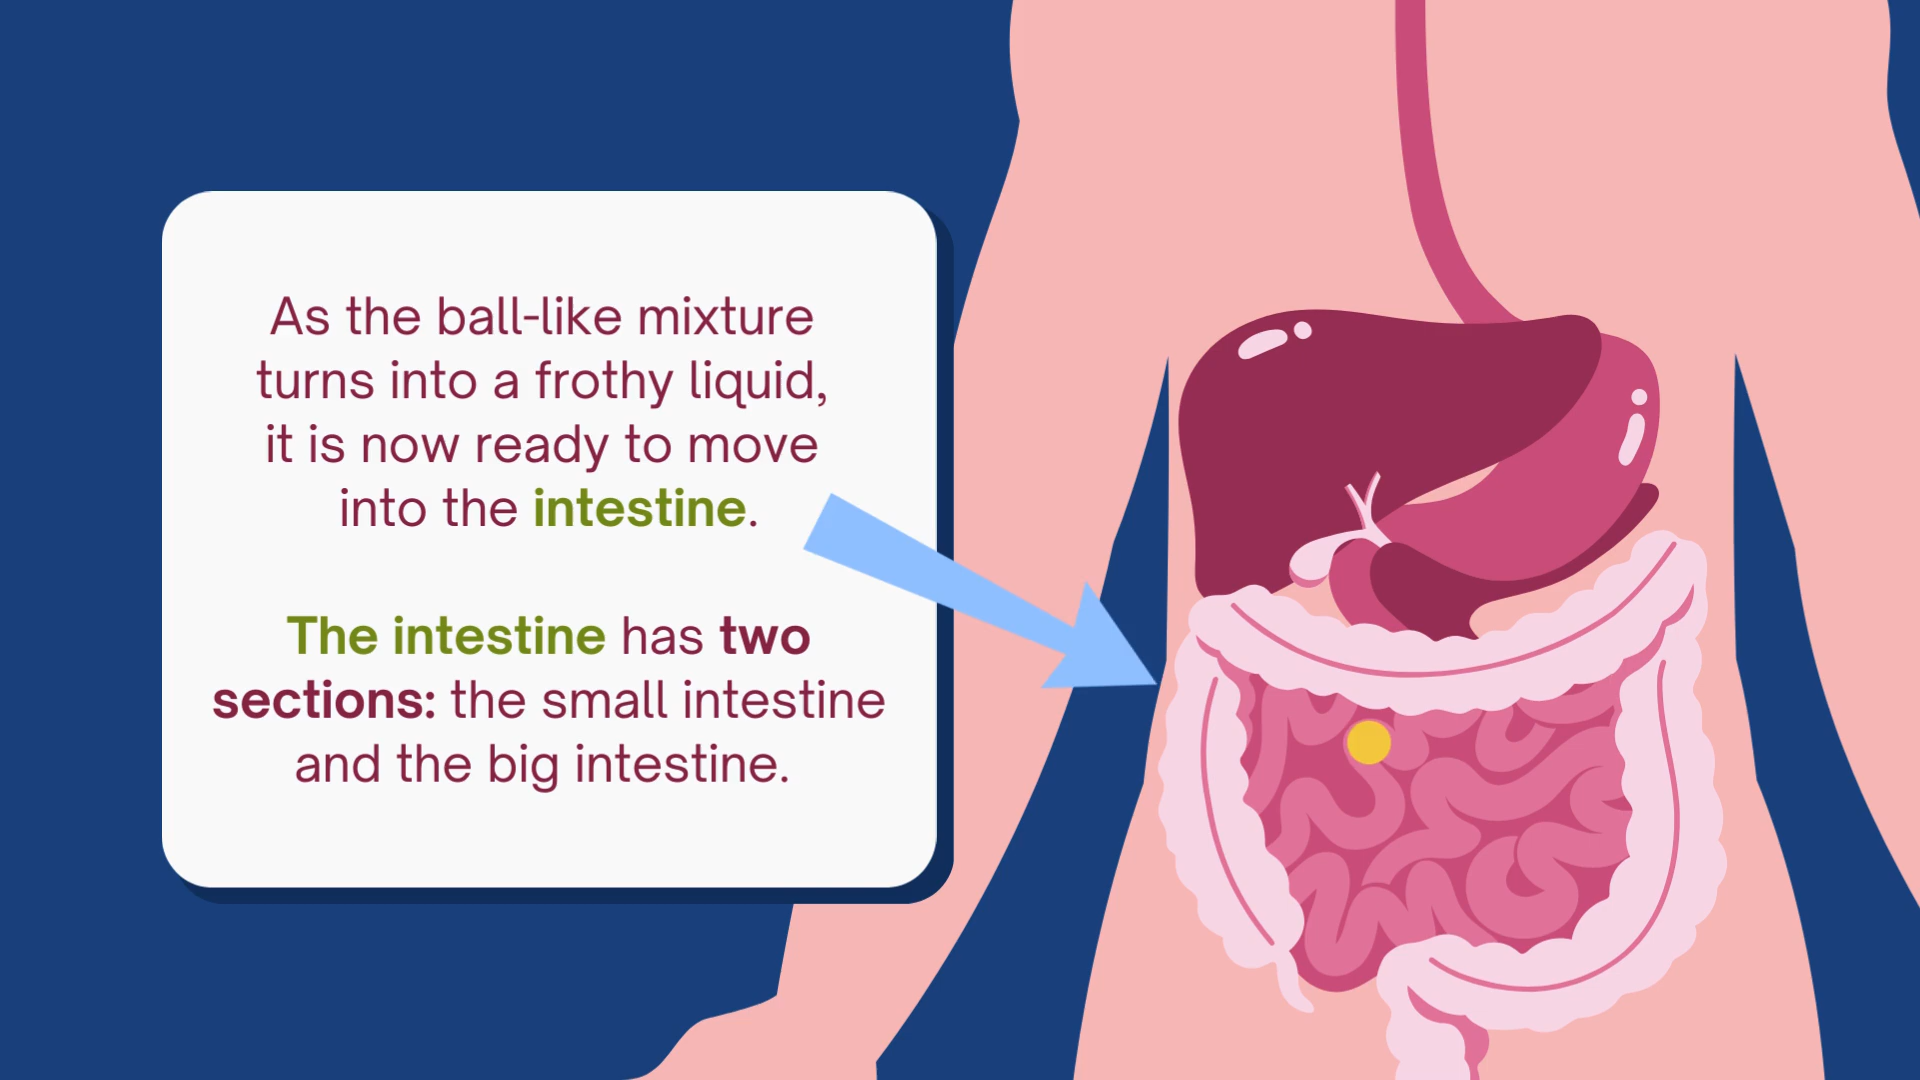 As the ball-like mixture
turns into a frothy liquid,
it is now ready to move
into the intestine.
The intestine has two
sections: the small intestine
and the big intestine.